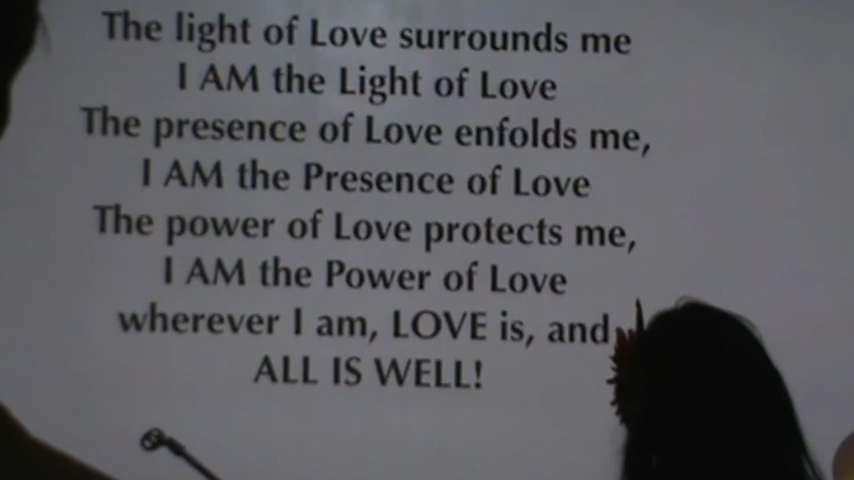 The light of Love surrounds me
I AM the Light of Love
The presence of Love enfolds me,
I AM the Presence of Love
The power of Love protects me,
I AM the Power of Love
wherever I am, LOVE is, and
ALL IS WELL!